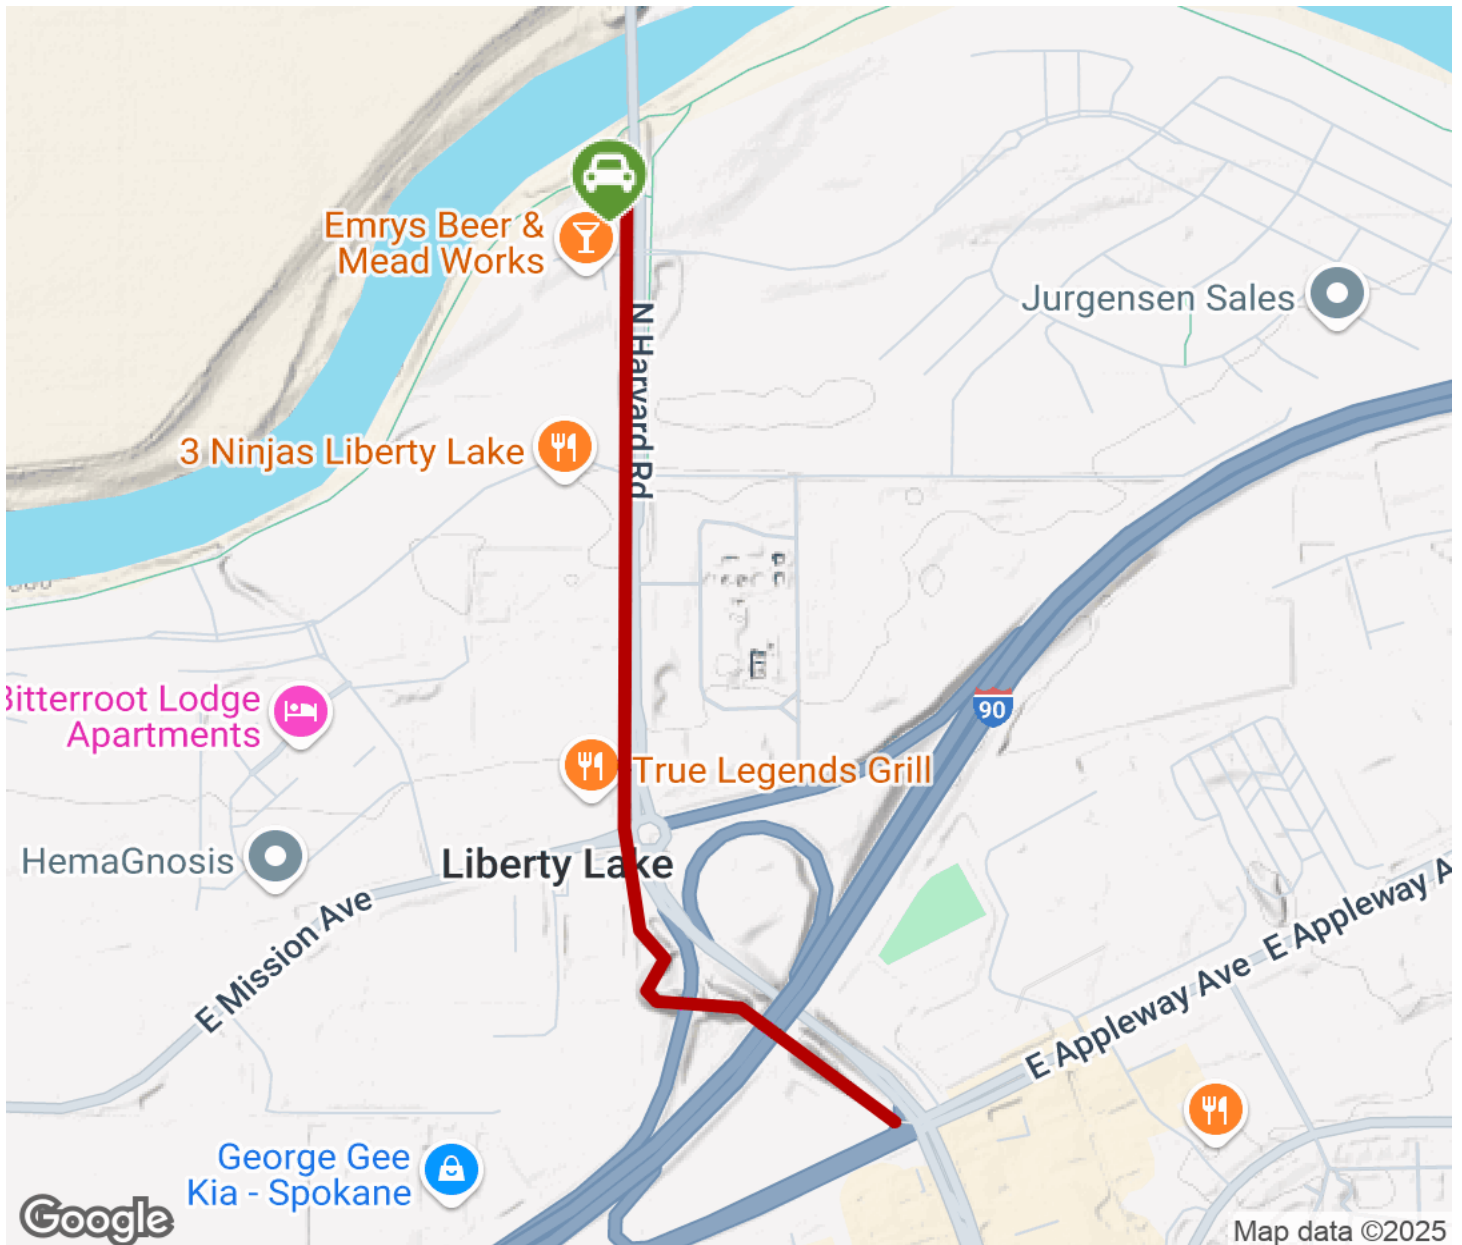 Emrys Beer &
Mead Works
Jurgensen Sales
N Harvard Rd
3 Ninjas Liberty Lake
Bitterroot Lodge
Apartments
90
True Legends Grill
HemaGnosis
Liberty Lake
E Mission Ave
E Appleway Ave
E Appleway A
George Gee
Kia - Spokane
Google
Map data ©2025